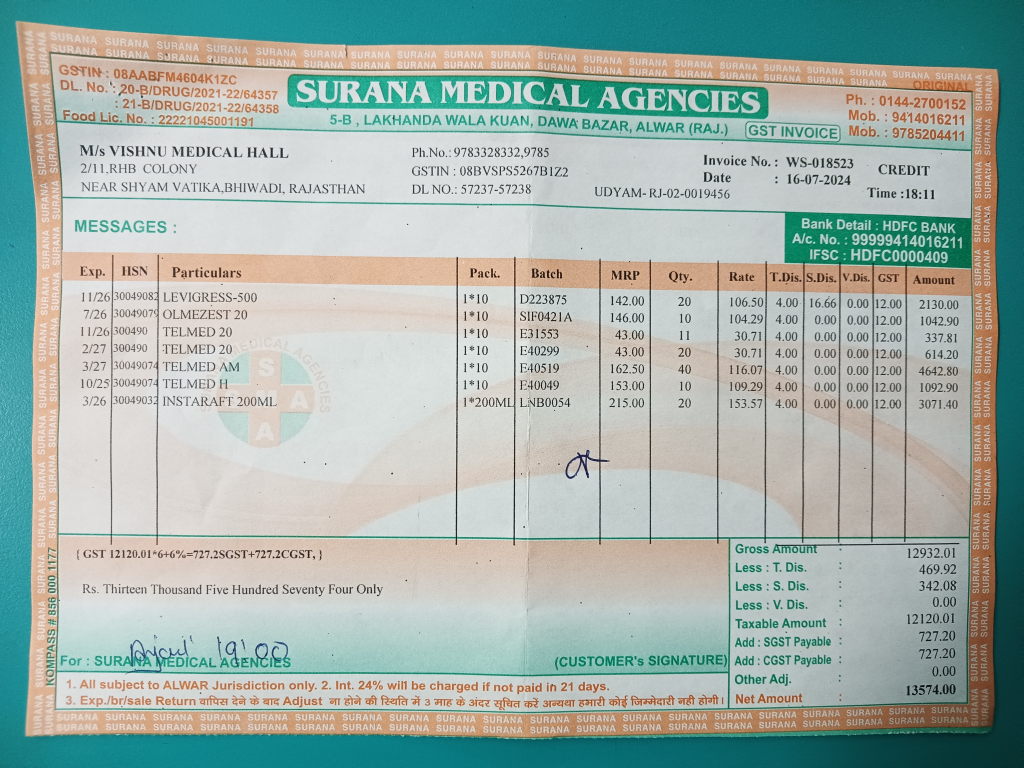 ORIGINAL
GSTIN : 08AABFM4604K1ZC
DL. No. : 20-B/DRUG/2021-22/64357
: 21-B/DRUG/2021-22/64358
Food Lic. No. : 22221045001191
SURANA MEDICAL AGENCIES
5-B , LAKHANDA WALA KUAN, DAWA BAZAR, ALWAR (RAJ.)
GST INVOICE
Ph. : 0144-2700152
Mob. : 9414016211
Mob. : 9785204411
M/s VISHNU MEDICAL HALL
2/11,RHB COLONY
NEAR SHYAM VATIKA,BHIWADI, RAJASTHAN
Ph.No.: 9783328332,9785
GSTIN : 08BVSPS5267B1Z2
DL NO.: 57237-57238
UDYAM- RJ-02-0019456
Invoice No. : WS-018523
Date : 16-07-2024
CREDIT
Time :18:11
MESSAGES :
Bank Detail : HDFC BANK
A/c. No. : 99999414016211
IFSC : HDFC0000409
Exp. HSN Particulars Pack. Batch MRP Qty. Rate T.Dis. S.Dis. V.Dis. GST Amount
11/26 30049082 LEVIGRESS-500 1*10 D223875 142.00 20 106.50 4.00 16.66 0.00 12.00 2130.00
7/26 30049079 OLMEZEST 20 1*10 SIF0421A 146.00 10 104.29 4.00 0.00 0.00 12.00 1042.90
11/26 300490 TELMED 20 1*10 E31553 43.00 11 30.71 4.00 0.00 0.00 12.00 337.81
2/27 300490 TELMED 20 1*10 E40299 43.00 20 30.71 4.00 0.00 0.00 12.00 614.20
3/27 30049074 TELMED AM 1*10 E40519 162.50 40 116.07 4.00 0.00 0.00 12.00 4642.80
10/25 30049074 TELMED H 1*10 E40049 153.00 10 109.29 4.00 0.00 0.00 12.00 1092.90
3/26 30049032 INSTARAFT 200ML 1*200ML LNB0054 215.00 20 153.57 4.00 0.00 0.00 12.00 3071.40
MEDICAL AGENCIES
S
A
A
{ GST 12120.01*6+6%=727.2SGST+727.2CGST, }
Rs. Thirteen Thousand Five Hundred Seventy Four Only
19'00
For : SURANA MEDICAL AGENCIES
(CUSTOMER's SIGNATURE)
Gross Amount : 12932.01
Less : T. Dis. : 469.92
Less : S. Dis. : 342.08
Less : V. Dis. : 0.00
Taxable Amount : 12120.01
Add : SGST Payable : 727.20
Add : CGST Payable : 727.20
Other Adj. : 0.00
Net Amount : 13574.00
1. All subject to ALWAR Jurisdiction only. 2. Int. 24% will be charged if not paid in 21 days.
3. Exp./br/sale Return वापिस देने के बाद Adjust ना होने की स्थिति में 3 माह के अंदर सूचित करें अन्यथा हमारी कोई जिम्मेदारी नही होगी।
KOMPASS # 856 000 1177